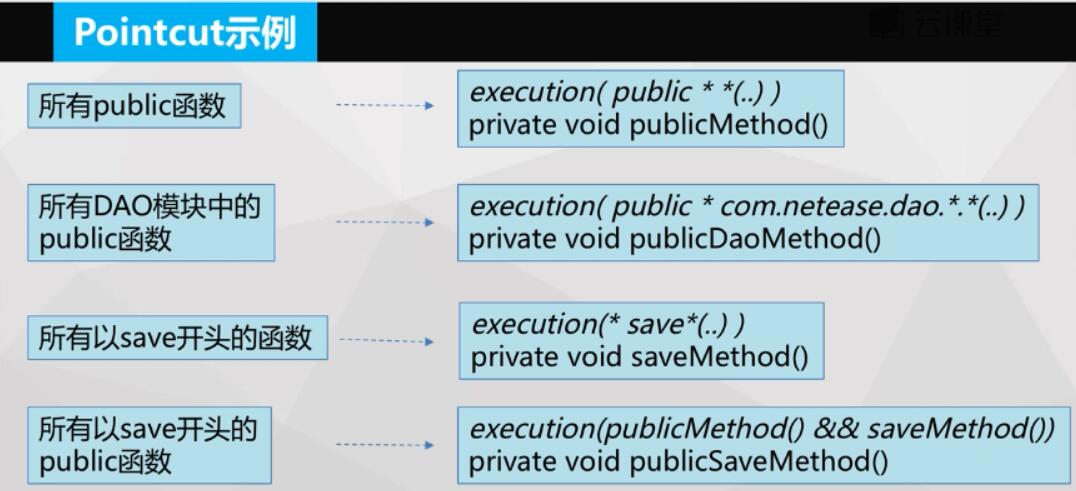 Pointcut示例
云课堂
所有public函数
execution( public * *(..) )
private void publicMethod()
所有DAO模块中的
public函数
execution( public * com.netease.dao.*.*(..) )
private void publicDaoMethod()
所有以save开头的函数
execution(* save*(..) )
private void saveMethod()
所有以save开头的
public函数
execution(publicMethod() && saveMethod())
private void publicSaveMethod()